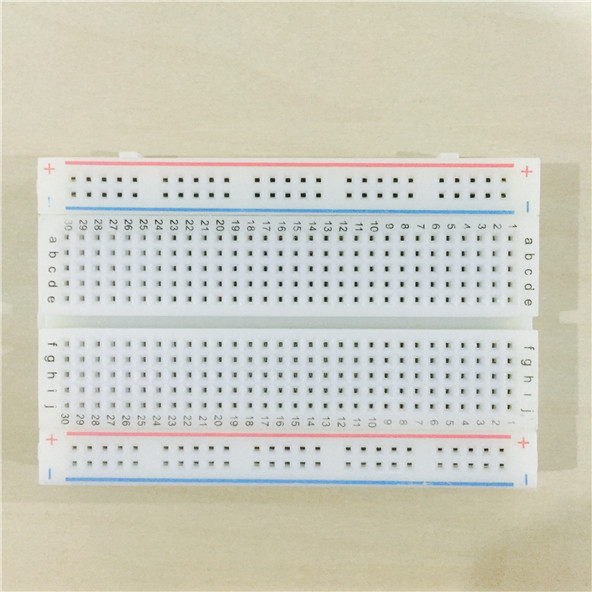 + +
- -
30 29 28 27 26 25 24 23 22 21 20 19 18 17 16 15 14 13 12 11 10 9 8 7 6 5 4 3 2 1
a a
b b
c c
d d
e e
f f
g g
h h
i i
j j
30 29 28 27 26 25 24 23 22 21 20 19 18 17 16 15 14 13 12 11 10 9 8 7 6 5 4 3 2 1
+ +
- -